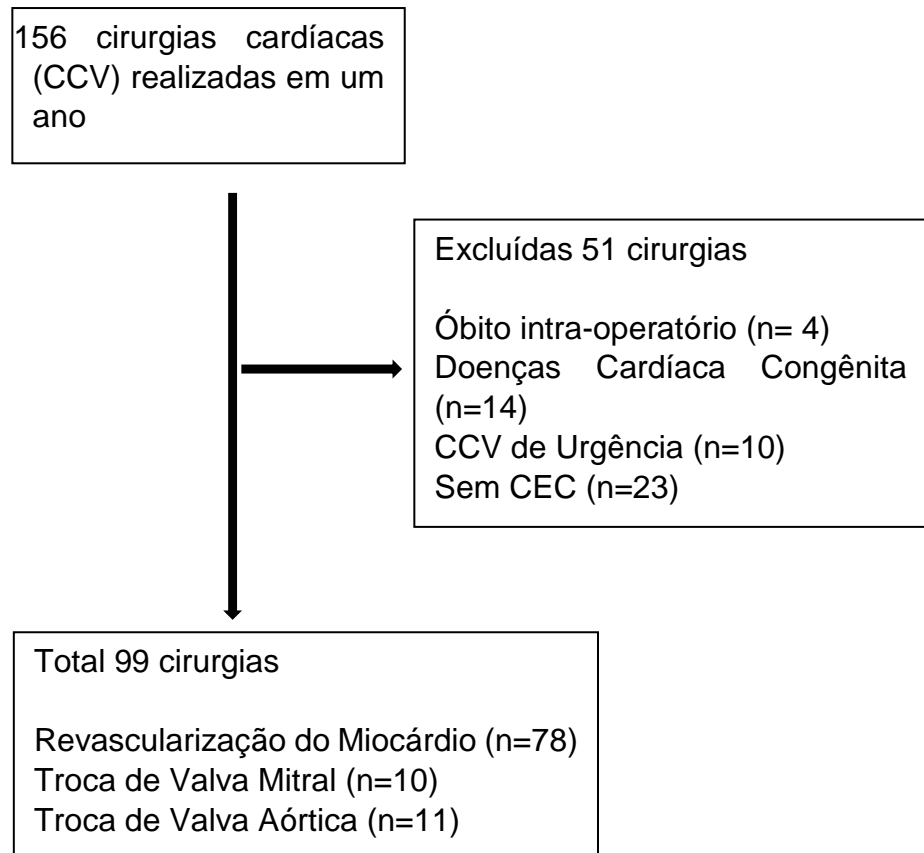 156 cirurgias cardíacas
(CCV) realizadas em um
ano
Excluídas 51 cirurgias
Óbito intra-operatório (n= 4)
Doenças Cardíaca Congênita
(n=14)
CCV de Urgência (n=10)
Sem CEC (n=23)
Total 99 cirurgias
Revascularização do Miocárdio (n=78)
Troca de Valva Mitral (n=10)
Troca de Valva Aórtica (n=11)